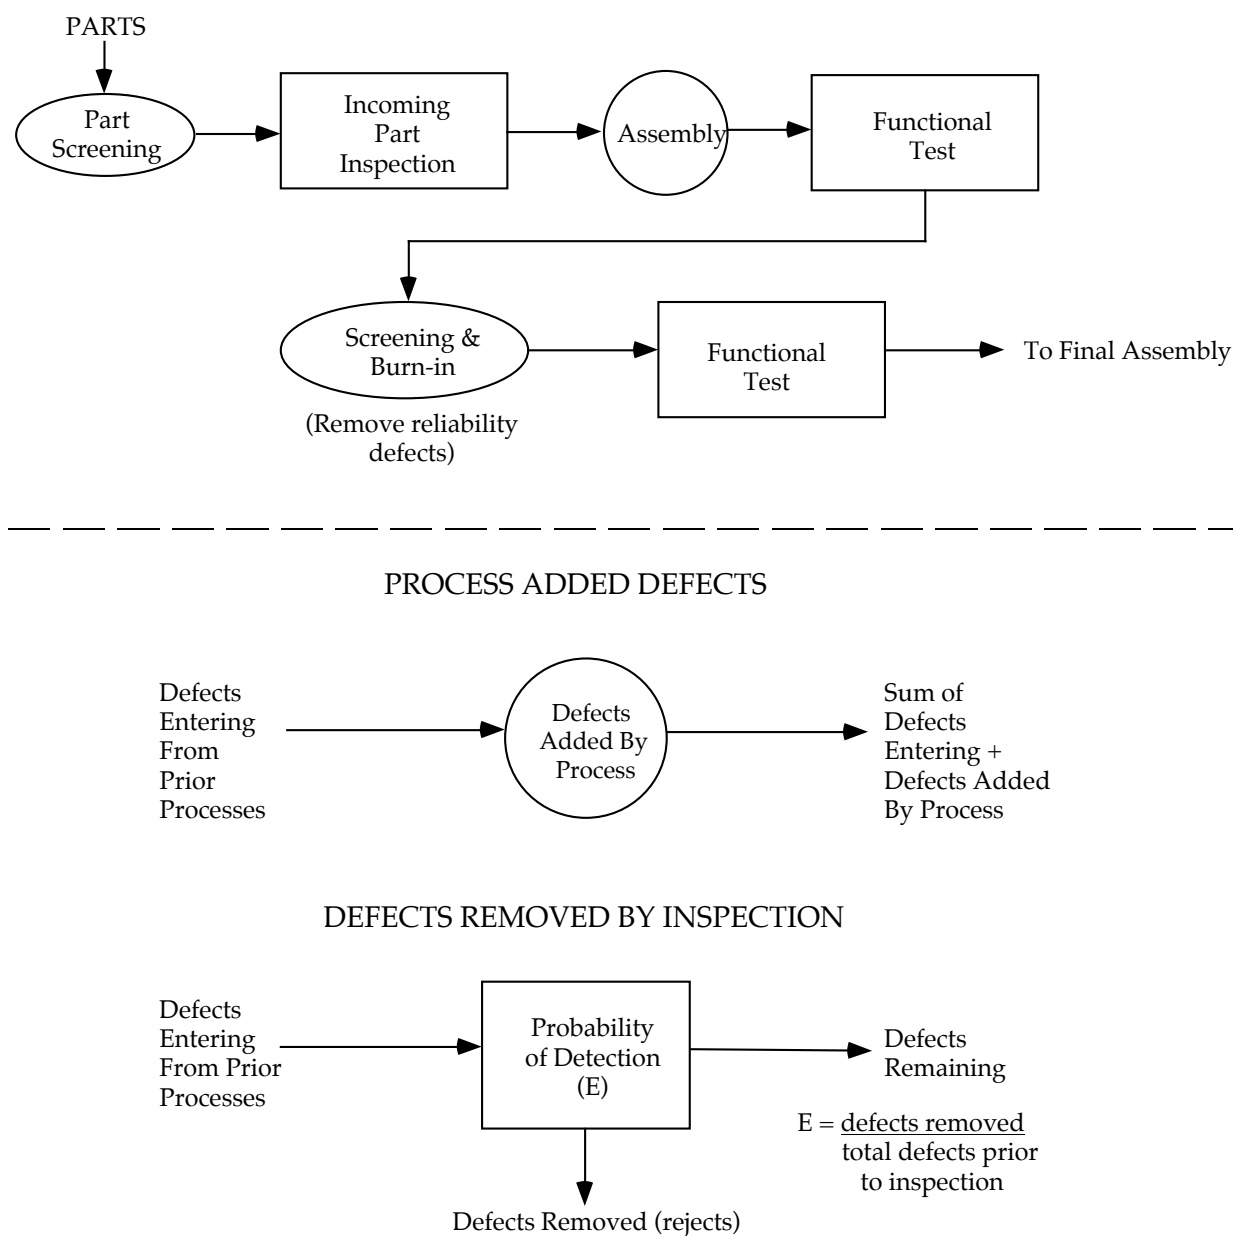 PARTS
Part
Screening
Incoming
Part
Inspection
Assembly
Functional
Test
Screening &
Burn-in
(Remove reliability
defects)
Functional
Test
To Final Assembly
PROCESS ADDED DEFECTS
Defects
Entering
From
Prior
Processes
Defects
Added By
Process
Sum of
Defects
Entering +
Defects Added
By Process
DEFECTS REMOVED BY INSPECTION
Defects
Entering
From Prior
Processes
Probability
of Detection
(E)
Defects
Remaining
E = defects removed
total defects prior
to inspection
Defects Removed (rejects)